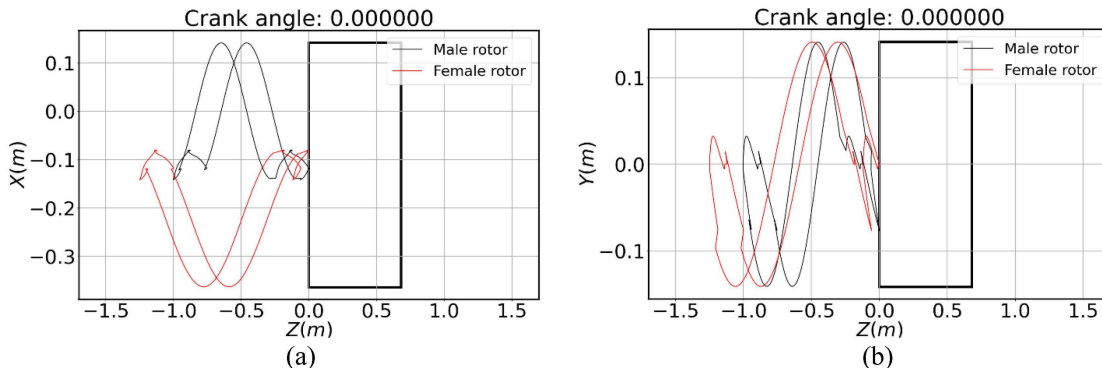 Crank angle: 0.000000
Male rotor
Female rotor
X(m)
0.1
0.0
−0.1
−0.2
−0.3
−1.5 −1.0 −0.5 0.0 0.5 1.0 1.5
Z(m)
(a)
Crank angle: 0.000000
Male rotor
Female rotor
Y(m)
0.1
0.0
−0.1
−1.5 −1.0 −0.5 0.0 0.5 1.0 1.5
Z(m)
(b)